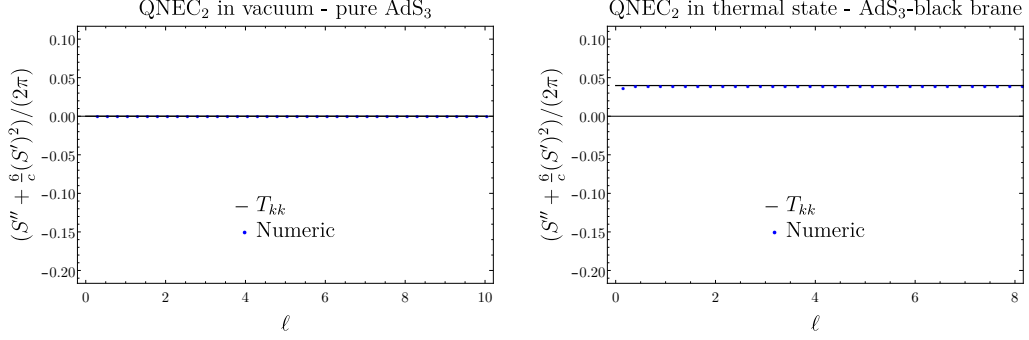 QNEC₂ in vacuum - pure AdS₃
(S″ + 6/c (S′)²)/(2π)
0.10
0.05
0.00
−0.05
−0.10
−0.15
−0.20
– T_kk
• Numeric
0 2 4 6 8 10
ℓ
QNEC₂ in thermal state - AdS₃-black brane
(S″ + 6/c (S′)²)/(2π)
0.10
0.05
0.00
−0.05
−0.10
−0.15
−0.20
– T_kk
• Numeric
0 2 4 6 8
ℓ